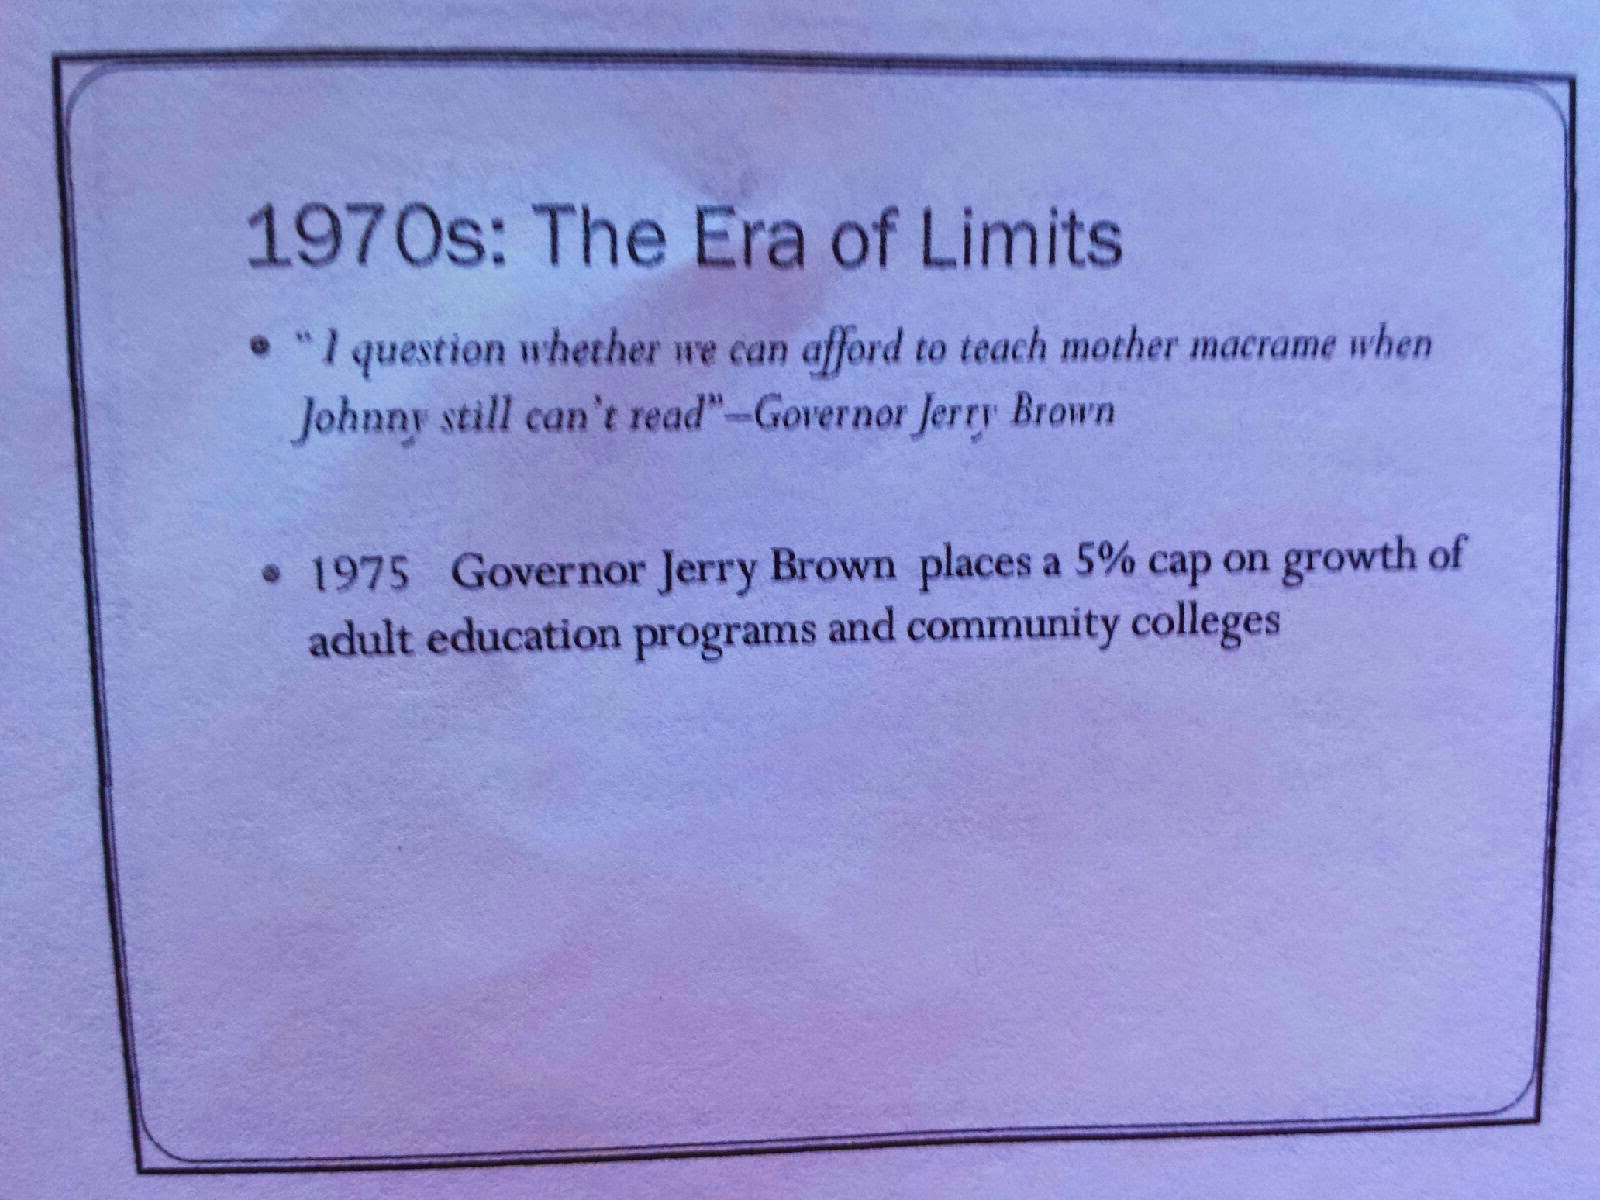 1970s: The Era of Limits
• " I question whether we can afford to teach mother macrame when
Johnny still can't read"–Governor Jerry Brown
• 1975 Governor Jerry Brown places a 5% cap on growth of
adult education programs and community colleges